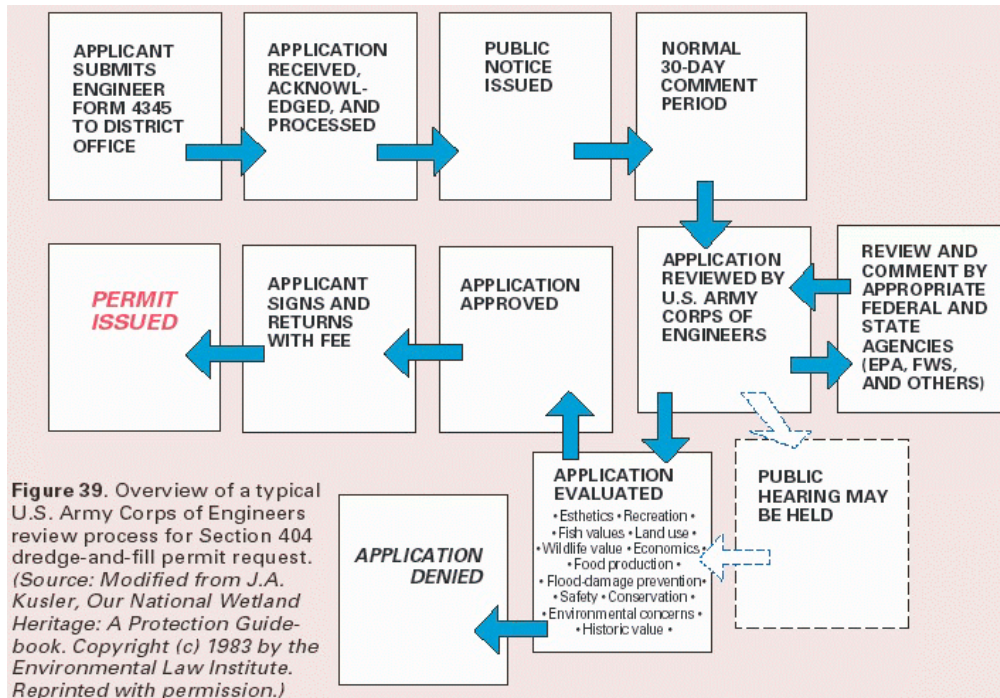 APPLICANT
SUBMITS
ENGINEER
FORM 4345
TO DISTRICT
OFFICE
APPLICATION
RECEIVED,
ACKNOWL-
EDGED, AND
PROCESSED
PUBLIC
NOTICE
ISSUED
NORMAL
30-DAY
COMMENT
PERIOD
PERMIT
ISSUED
APPLICANT
SIGNS AND
RETURNS
WITH FEE
APPLICATION
APPROVED
APPLICATION
REVIEWED BY
U.S. ARMY
CORPS OF
ENGINEERS
REVIEW AND
COMMENT BY
APPROPRIATE
FEDERAL AND
STATE
AGENCIES
(EPA, FWS,
AND OTHERS)
Figure 39. Overview of a typical
U.S. Army Corps of Engineers
review process for Section 404
dredge-and-fill permit request.
(Source: Modified from J.A.
Kusler, Our National Wetland
Heritage: A Protection Guide-
book. Copyright (c) 1983 by the
Environmental Law Institute.
Reprinted with permission.)
APPLICATION
DENIED
APPLICATION
EVALUATED
• Esthetics • Recreation •
• Fish values • Land use •
• Wildlife value • Economics •
• Food production •
• Flood-damage prevention •
• Safety • Conservation •
• Environmental concerns •
• Historic value •
PUBLIC
HEARING MAY
BE HELD